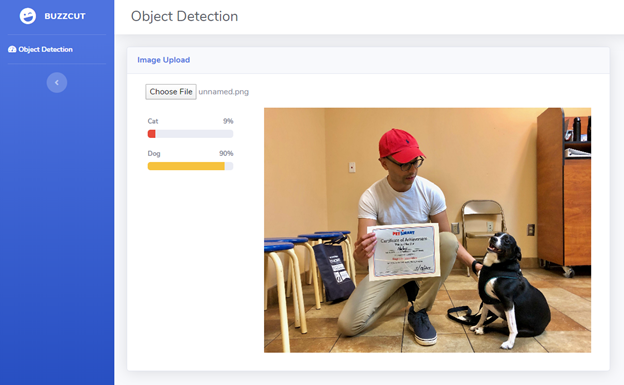 BUZZCUT
Object Detection
Object Detection
Image Upload
Choose File unnamed.png
Cat 9%
Dog 90%
PETSMART
Certificate of Achievement